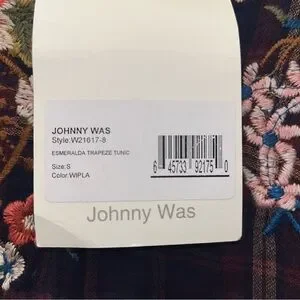 JOHNNY WAS
Style:W21617-8
ESMERALDA TRAPEZE TUNIC
Size:S
Color:WIPLA
6 45733 92175 0
Johnny Was